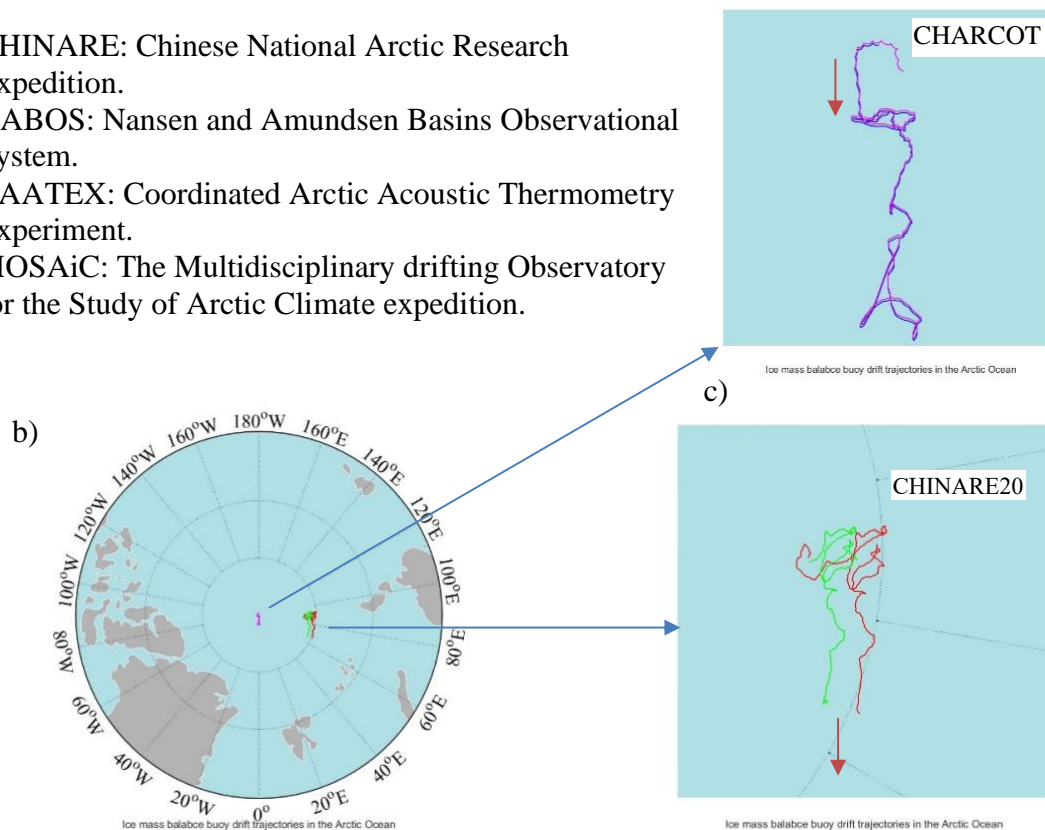 HINARE: Chinese National Arctic Research
xpedition.
ABOS: Nansen and Amundsen Basins Observational
ystem.
AATEX: Coordinated Arctic Acoustic Thermometry
xperiment.
OSAiC: The Multidisciplinary drifting Observatory
or the Study of Arctic Climate expedition.
CHARCOT
Ice mass balabce buoy drift trajectories in the Arctic Ocean
b)
180°W
160°W
140°W
120°W
100°W
80°W
60°W
40°W
20°W
0°
20°E
40°E
60°E
80°E
100°E
120°E
140°E
160°E
Ice mass balabce buoy drift trajectories in the Arctic Ocean
c)
CHINARE20
Ice mass balabce buoy drift trajectories in the Arctic Ocean